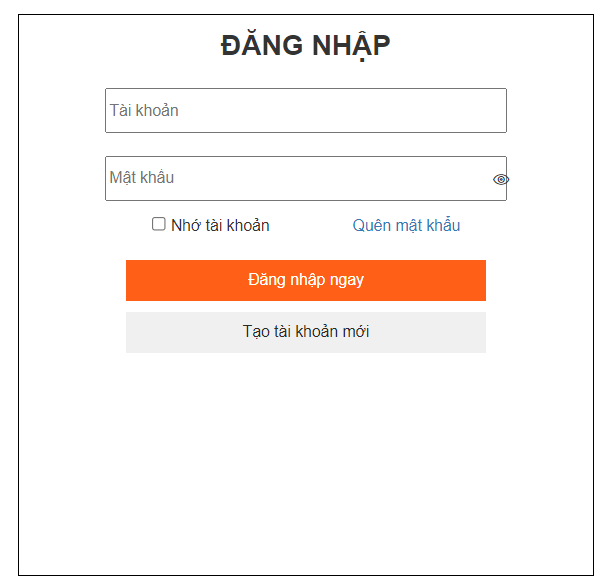 ĐĂNG NHẬP
Tài khoản
Mật khẩu
Nhớ tài khoản Quên mật khẩu
Đăng nhập ngay
Tạo tài khoản mới